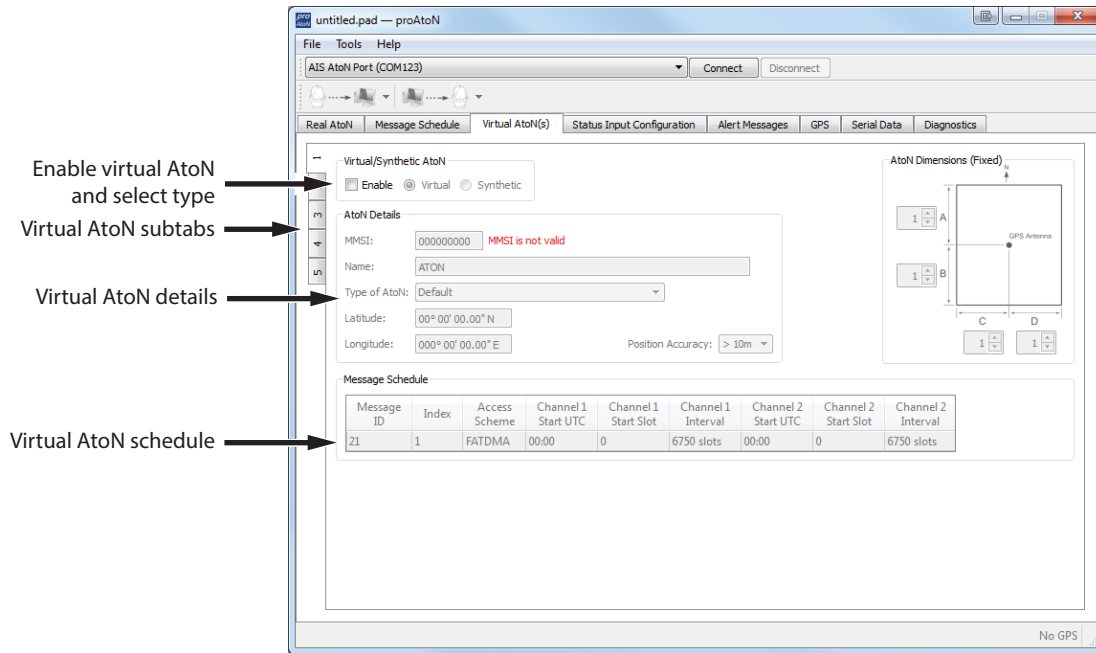 pro
AtoN
untitled.pad — proAtoN
File Tools Help
AIS AtoN Port (COM123) Connect Disconnect
Real AtoN Message Schedule Virtual AtoN(s) Status Input Configuration Alert Messages GPS Serial Data Diagnostics
Enable virtual AtoN
and select type
Virtual AtoN subtabs
Virtual AtoN details
Virtual AtoN schedule
1
3
4
5
Virtual/Synthetic AtoN
Enable Virtual Synthetic
AtoN Details
MMSI: 000000000 MMSI is not valid
Name: ATON
Type of AtoN: Default
Latitude: 00° 00' 00.00" N
Longitude: 000° 00' 00.00" E Position Accuracy: > 10m
AtoN Dimensions (Fixed)
N
1 A
GPS Antenna
1 B
C D
1 1
Message Schedule
Message ID Index Access Scheme Channel 1 Start UTC Channel 1 Start Slot Channel 1 Interval Channel 2 Start UTC Channel 2 Start Slot Channel 2 Interval
21 1 FATDMA 00:00 0 6750 slots 00:00 0 6750 slots
No GPS